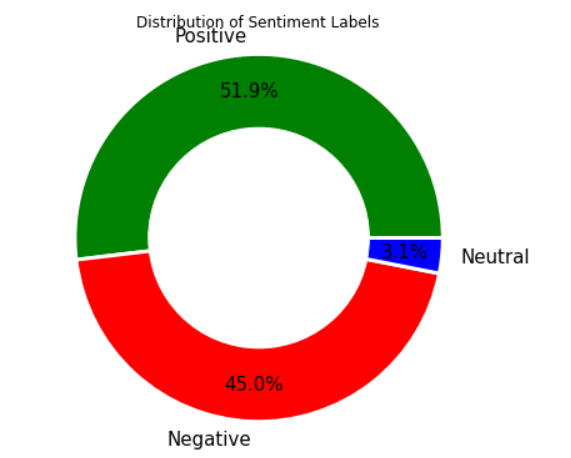 Distribution of Sentiment Labels
Positive
51.9%
3.1%
Neutral
45.0%
Negative